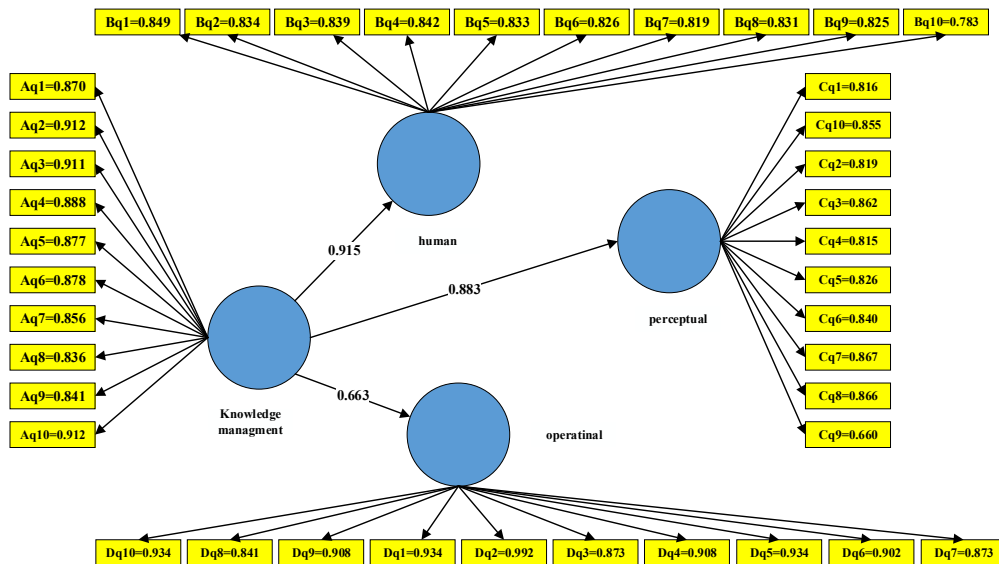 Bq1=0.849
Bq2=0.834
Bq3=0.839
Bq4=0.842
Bq5=0.833
Bq6=0.826
Bq7=0.819
Bq8=0.831
Bq9=0.825
Bq10=0.783
Aq1=0.870
Aq2=0.912
Aq3=0.911
Aq4=0.888
Aq5=0.877
Aq6=0.878
Aq7=0.856
Aq8=0.836
Aq9=0.841
Aq10=0.912
Cq1=0.816
Cq10=0.855
Cq2=0.819
Cq3=0.862
Cq4=0.815
Cq5=0.826
Cq6=0.840
Cq7=0.867
Cq8=0.866
Cq9=0.660
human
0.915
0.883
perceptual
0.663
Knowledge
managment
operatinal
Dq10=0.934
Dq8=0.841
Dq9=0.908
Dq1=0.934
Dq2=0.992
Dq3=0.873
Dq4=0.908
Dq5=0.934
Dq6=0.902
Dq7=0.873